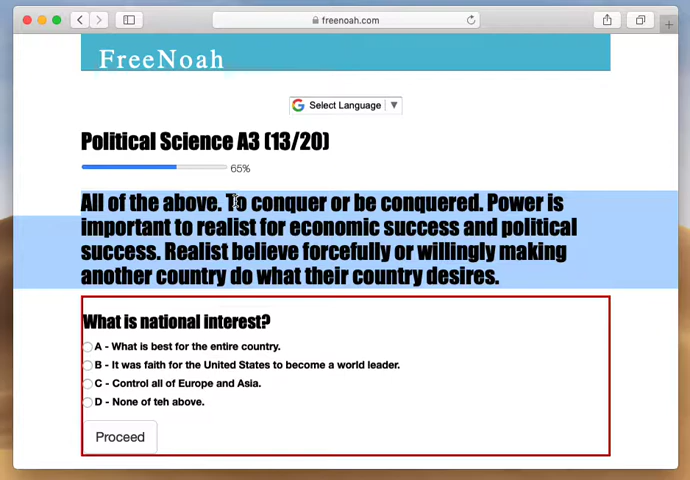 freenoah.com
FreeNoah
Select Language ▼
Political Science A3 (13/20)
65%
All of the above. To conquer or be conquered. Power is
important to realist for economic success and political
success. Realist believe forcefully or willingly making
another country do what their country desires.
What is national interest?
A - What is best for the entire country.
B - It was faith for the United States to become a world leader.
C - Control all of Europe and Asia.
D - None of teh above.
Proceed